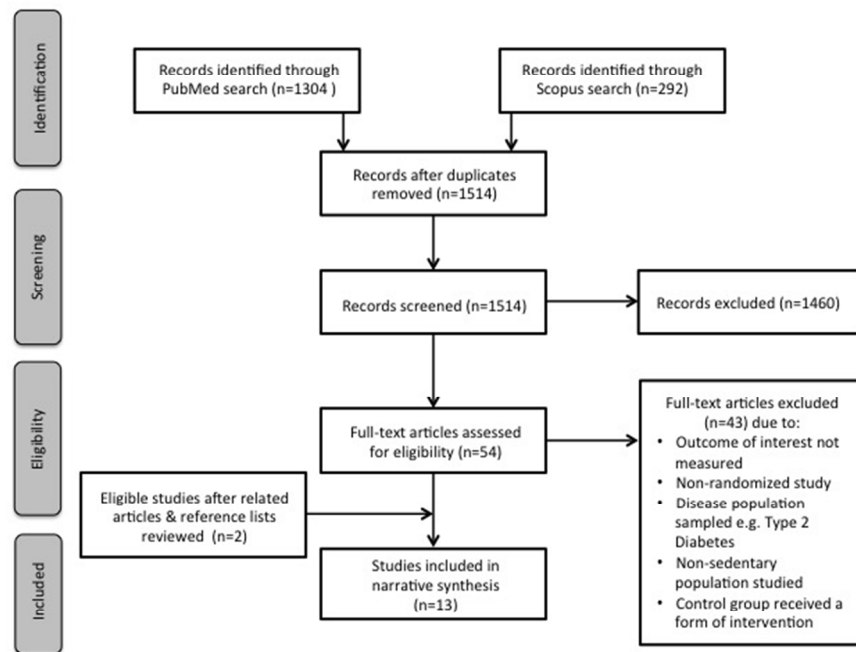 Identification
Records identified through
PubMed search (n=1304 )
Records identified through
Scopus search (n=292)
Records after duplicates
removed (n=1514)
Screening
Records screened (n=1514)
Records excluded (n=1460)
Eligibility
Full-text articles assessed
for eligibility (n=54)
Full-text articles excluded
(n=43) due to:
• Outcome of interest not
measured
• Non-randomized study
• Disease population
sampled e.g. Type 2
Diabetes
• Non-sedentary
population studied
• Control group received a
form of intervention
Eligible studies after related
articles & reference lists
reviewed (n=2)
Included
Studies included in
narrative synthesis
(n=13)